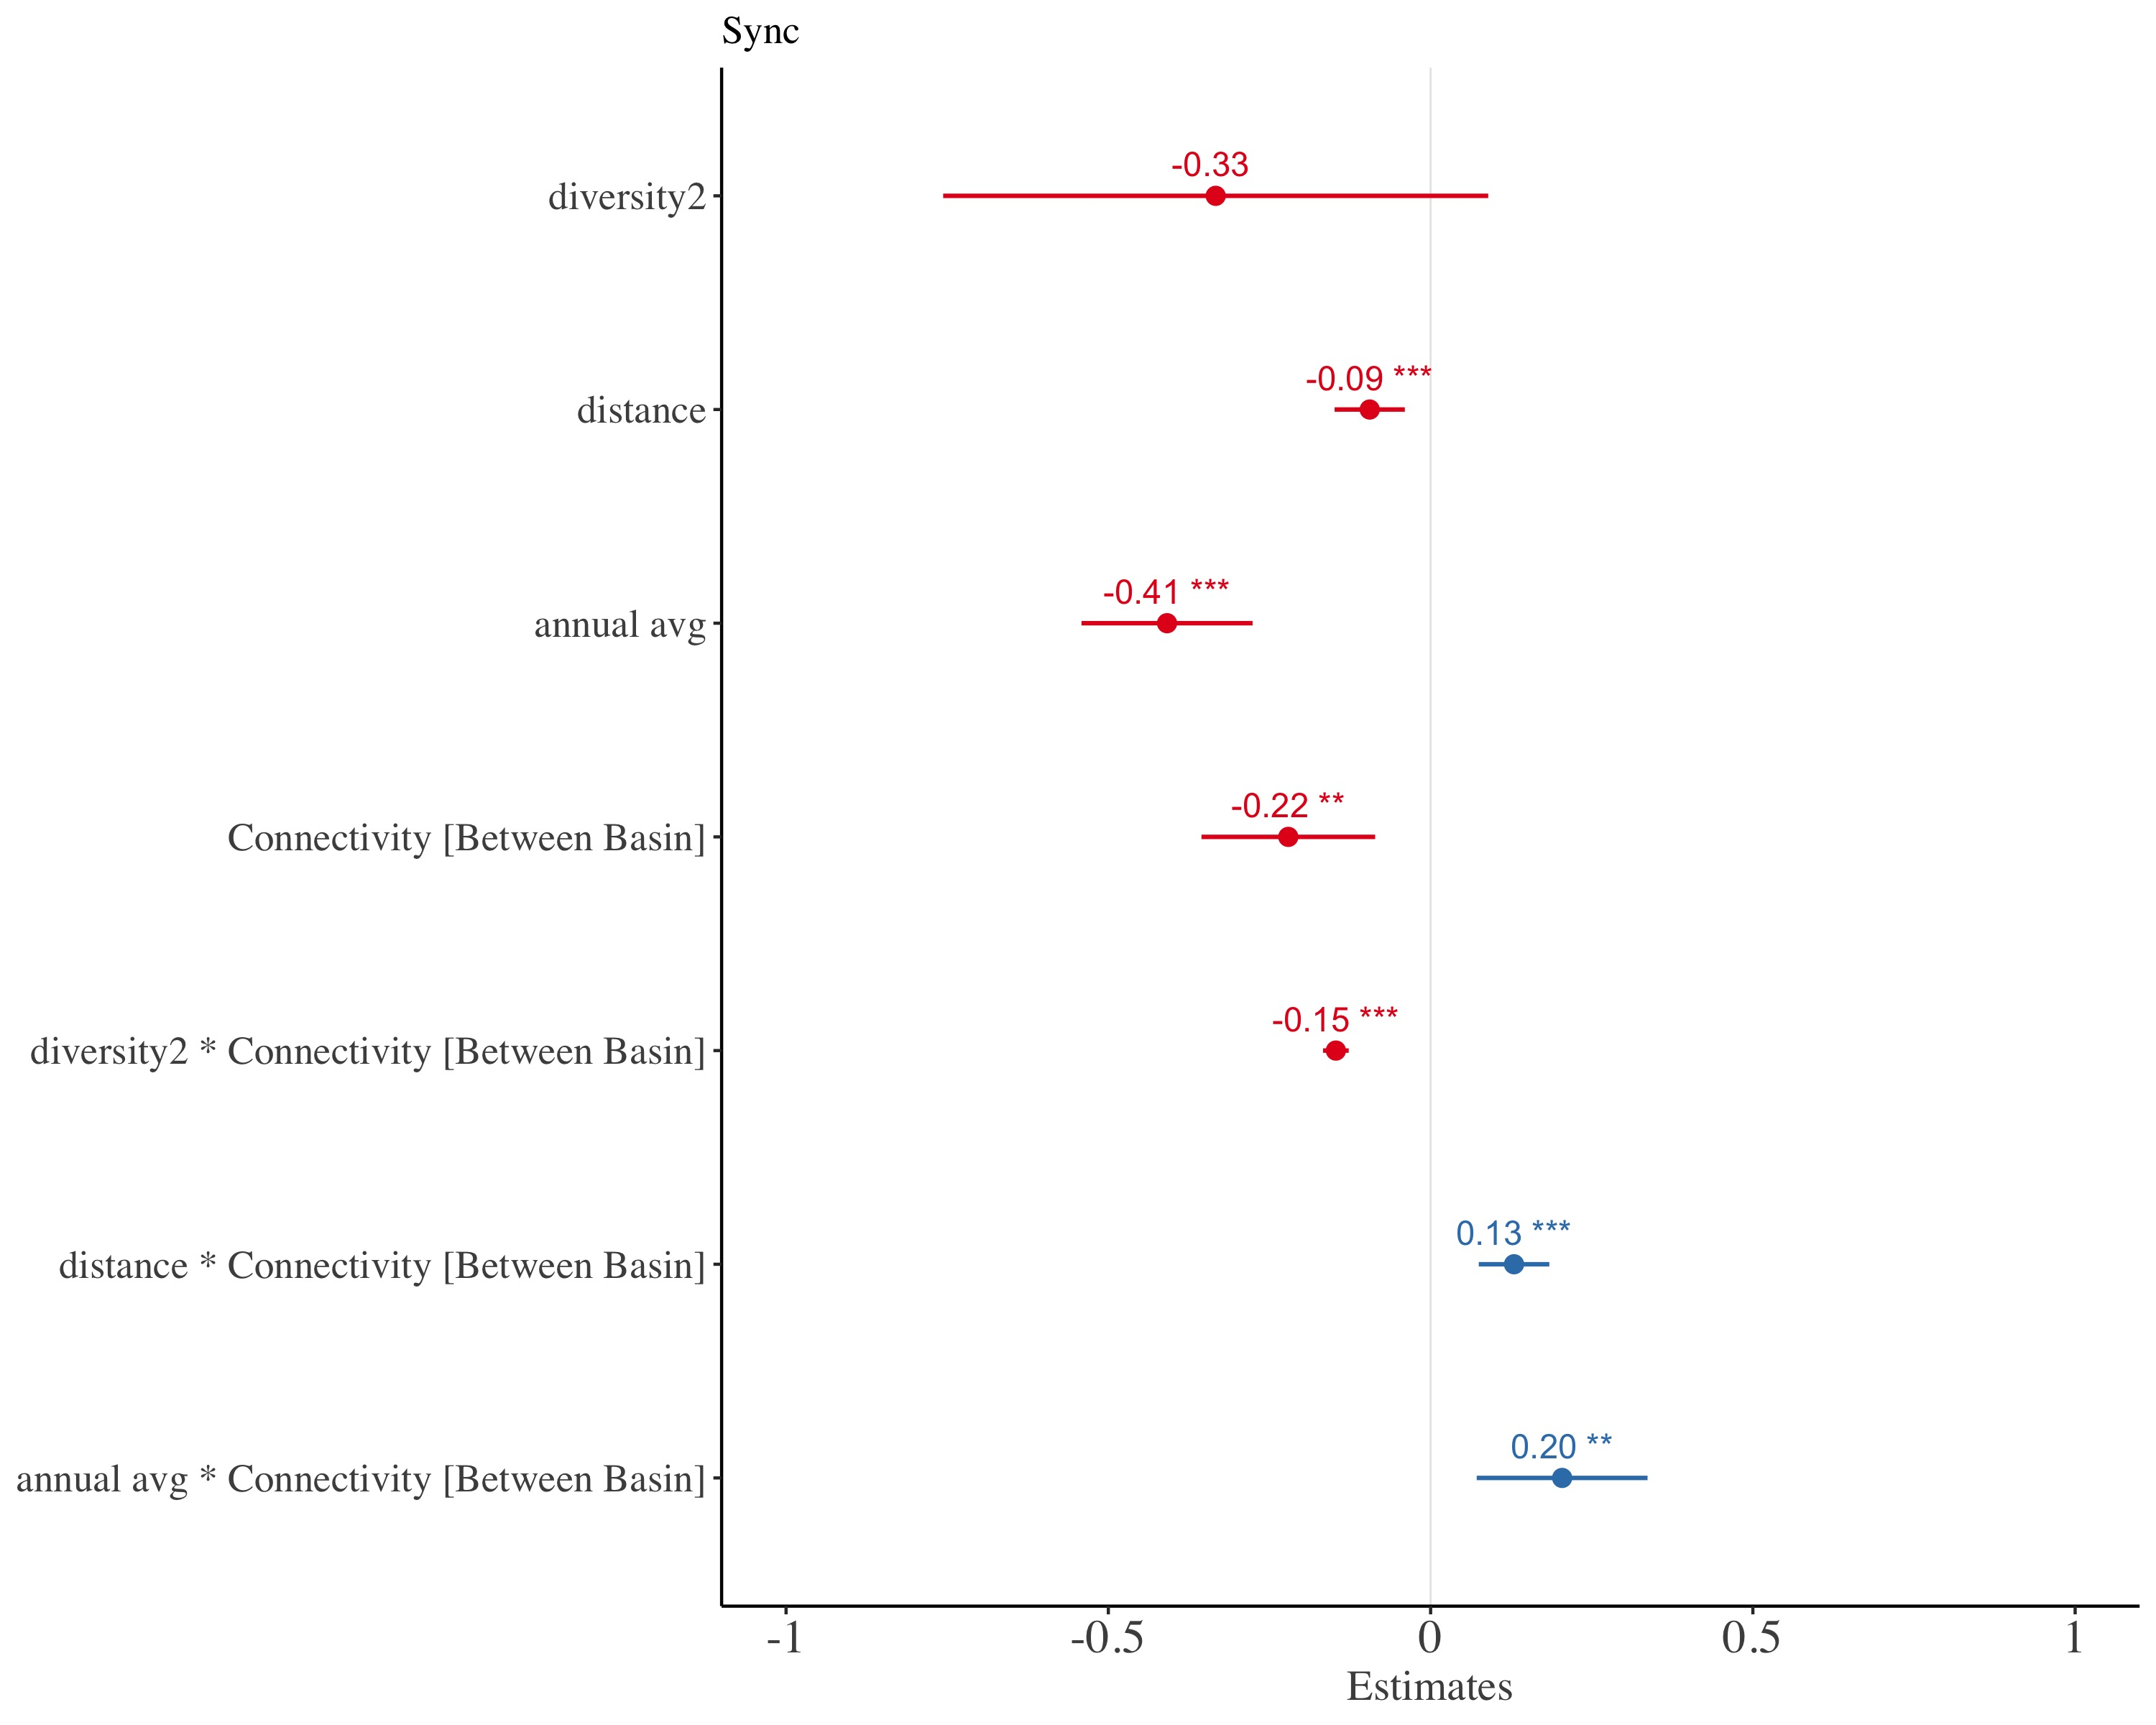 Sync
diversity2
-0.33
distance
-0.09 ***
annual avg
-0.41 ***
Connectivity [Between Basin]
-0.22 **
diversity2 * Connectivity [Between Basin]
-0.15 ***
distance * Connectivity [Between Basin]
0.13 ***
annual avg * Connectivity [Between Basin]
0.20 **
-1 -0.5 0 0.5 1
Estimates